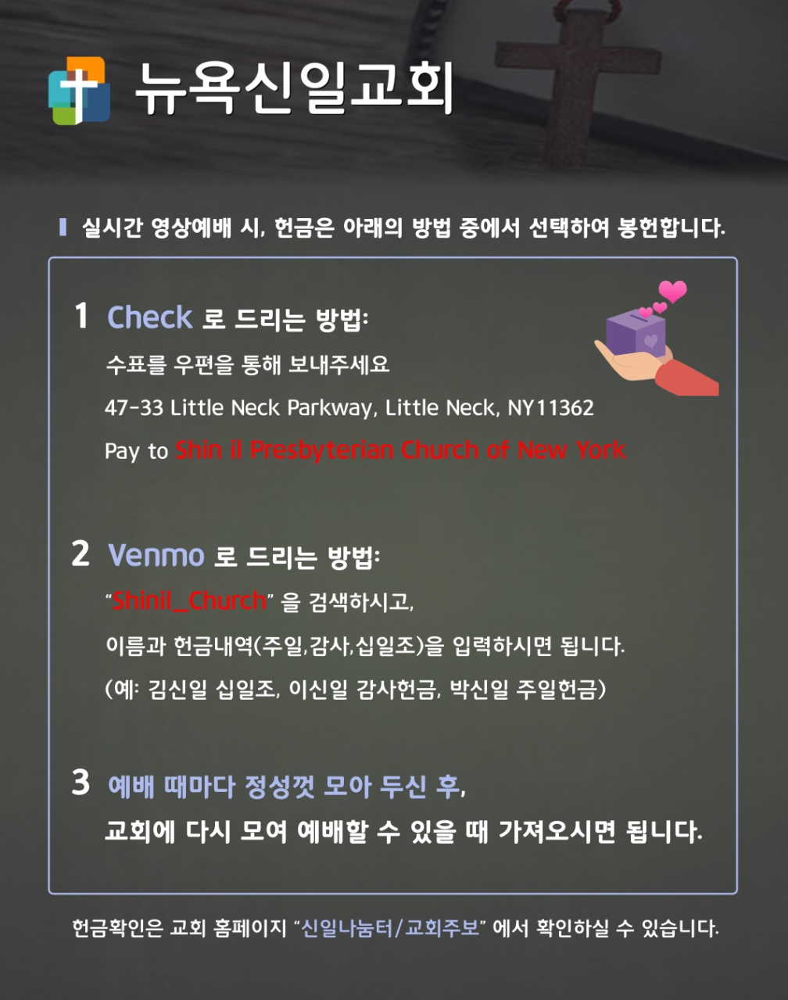 뉴욕신일교회
실시간 영상예배 시, 헌금은 아래의 방법 중에서 선택하여 봉헌합니다.
1 Check 로 드리는 방법:
수표를 우편을 통해 보내주세요
47-33 Little Neck Parkway, Little Neck, NY11362
Pay to Shin il Presbyterian Church of New York
2 Venmo 로 드리는 방법:
“Shinil_Church” 을 검색하시고,
이름과 헌금내역(주일,감사,십일조)을 입력하시면 됩니다.
(예: 김신일 십일조, 이신일 감사헌금, 박신일 주일헌금)
3 예배 때마다 정성껏 모아 두신 후,
교회에 다시 모여 예배할 수 있을 때 가져오시면 됩니다.
헌금확인은 교회 홈페이지 “신일나눔터/교회주보” 에서 확인하실 수 있습니다.